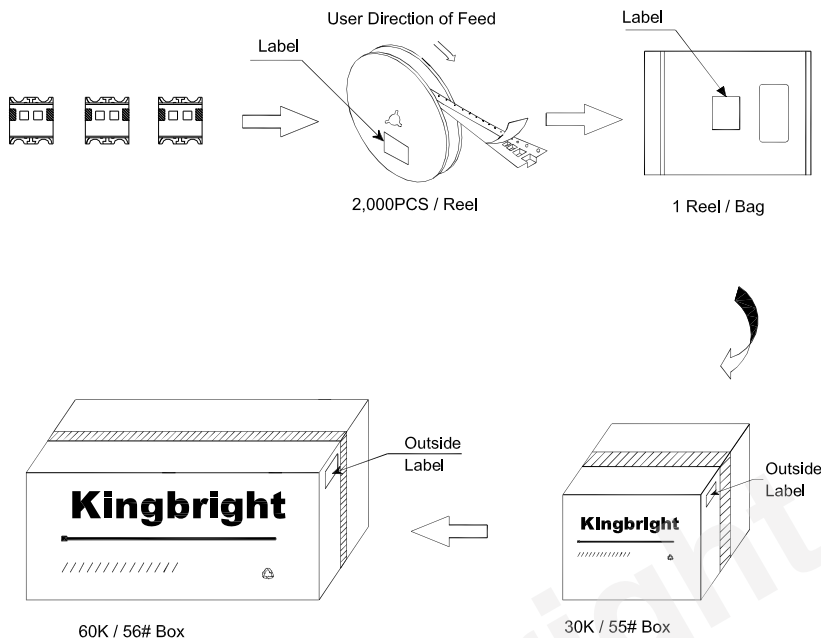 User Direction of Feed
Label
Label
2,000PCS / Reel
1 Reel / Bag
Outside
Label
Kingbright
60K / 56# Box
Outside
Label
Kingbright
30K / 55# Box